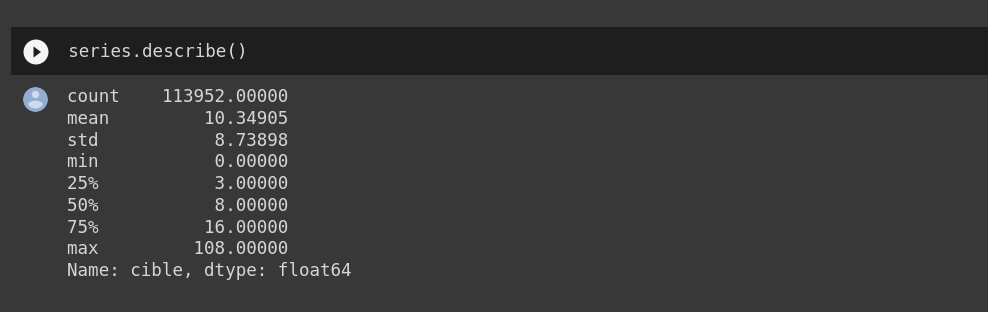 series.describe()
count    113952.00000
mean         10.34905
std           8.73898
min           0.00000
25%           3.00000
50%           8.00000
75%          16.00000
max         108.00000
Name: cible, dtype: float64